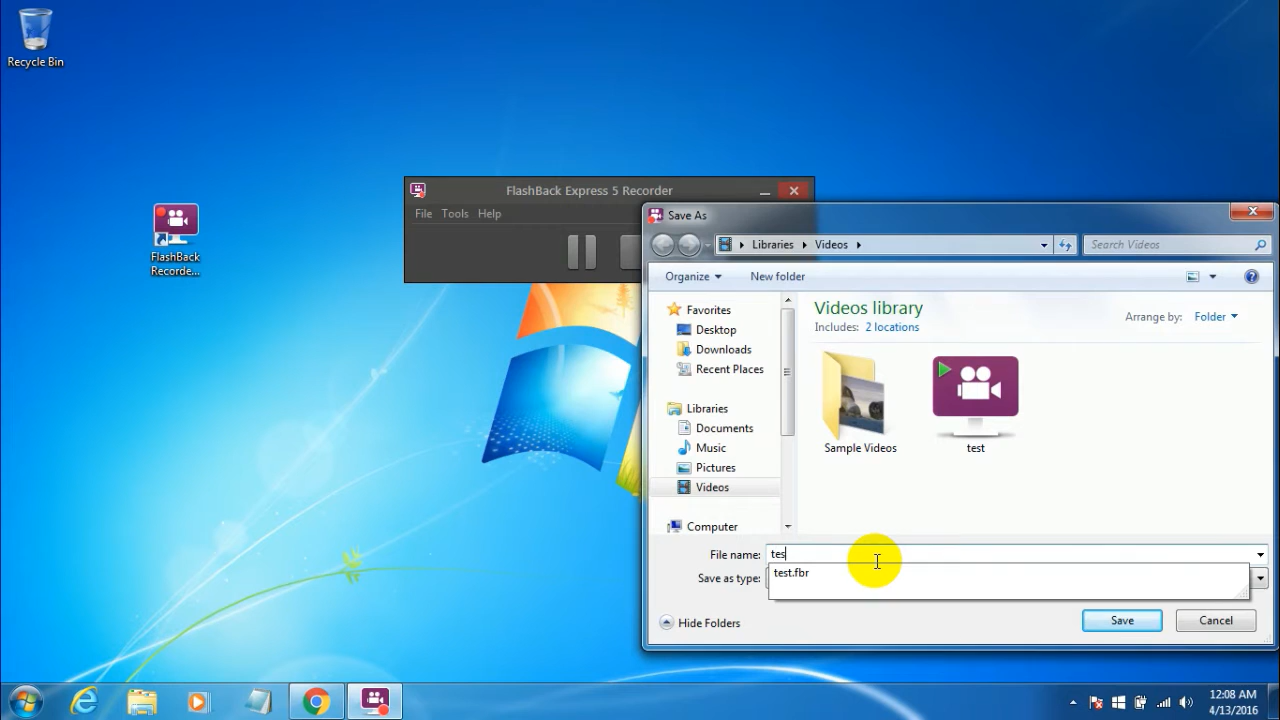 Recycle Bin
FlashBack
Recorde...
FlashBack Express 5 Recorder
File Tools Help
Save As
Libraries Videos
Search Videos
Organize New folder
Favorites
Desktop
Downloads
Recent Places
Libraries
Documents
Music
Pictures
Videos
Computer
Videos library
Includes: 2 locations
Arrange by: Folder
Sample Videos
test
File name: tes
test.fbr
Save as type:
Hide Folders
Save
Cancel
12:08 AM
4/13/2016